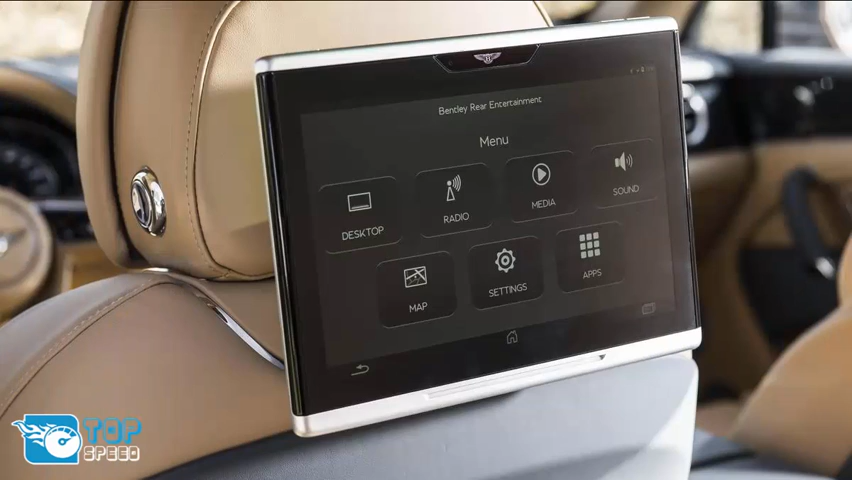 Bentley Rear Entertainment
Menu
DESKTOP
RADIO
MEDIA
SOUND
MAP
SETTINGS
APPS
TOP
SPEED